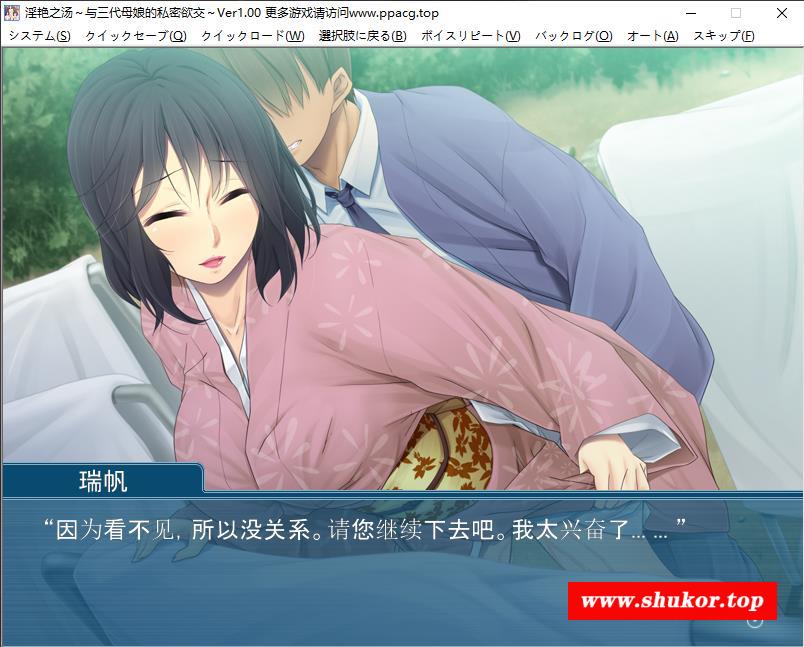 淫艳之汤～与三代母娘的私密欲交～Ver1.00 更多游戏请访问www.ppacg.top
システム(S) クイックセーブ(Q) クイックロード(W) 選択肢に戻る(B) ボイスリピート(V) バックログ(O) オート(A) スキップ(F)
瑞帆
“因为看不见，所以没关系。请您继续下去吧。我太兴奋了……”
www.shukor.top